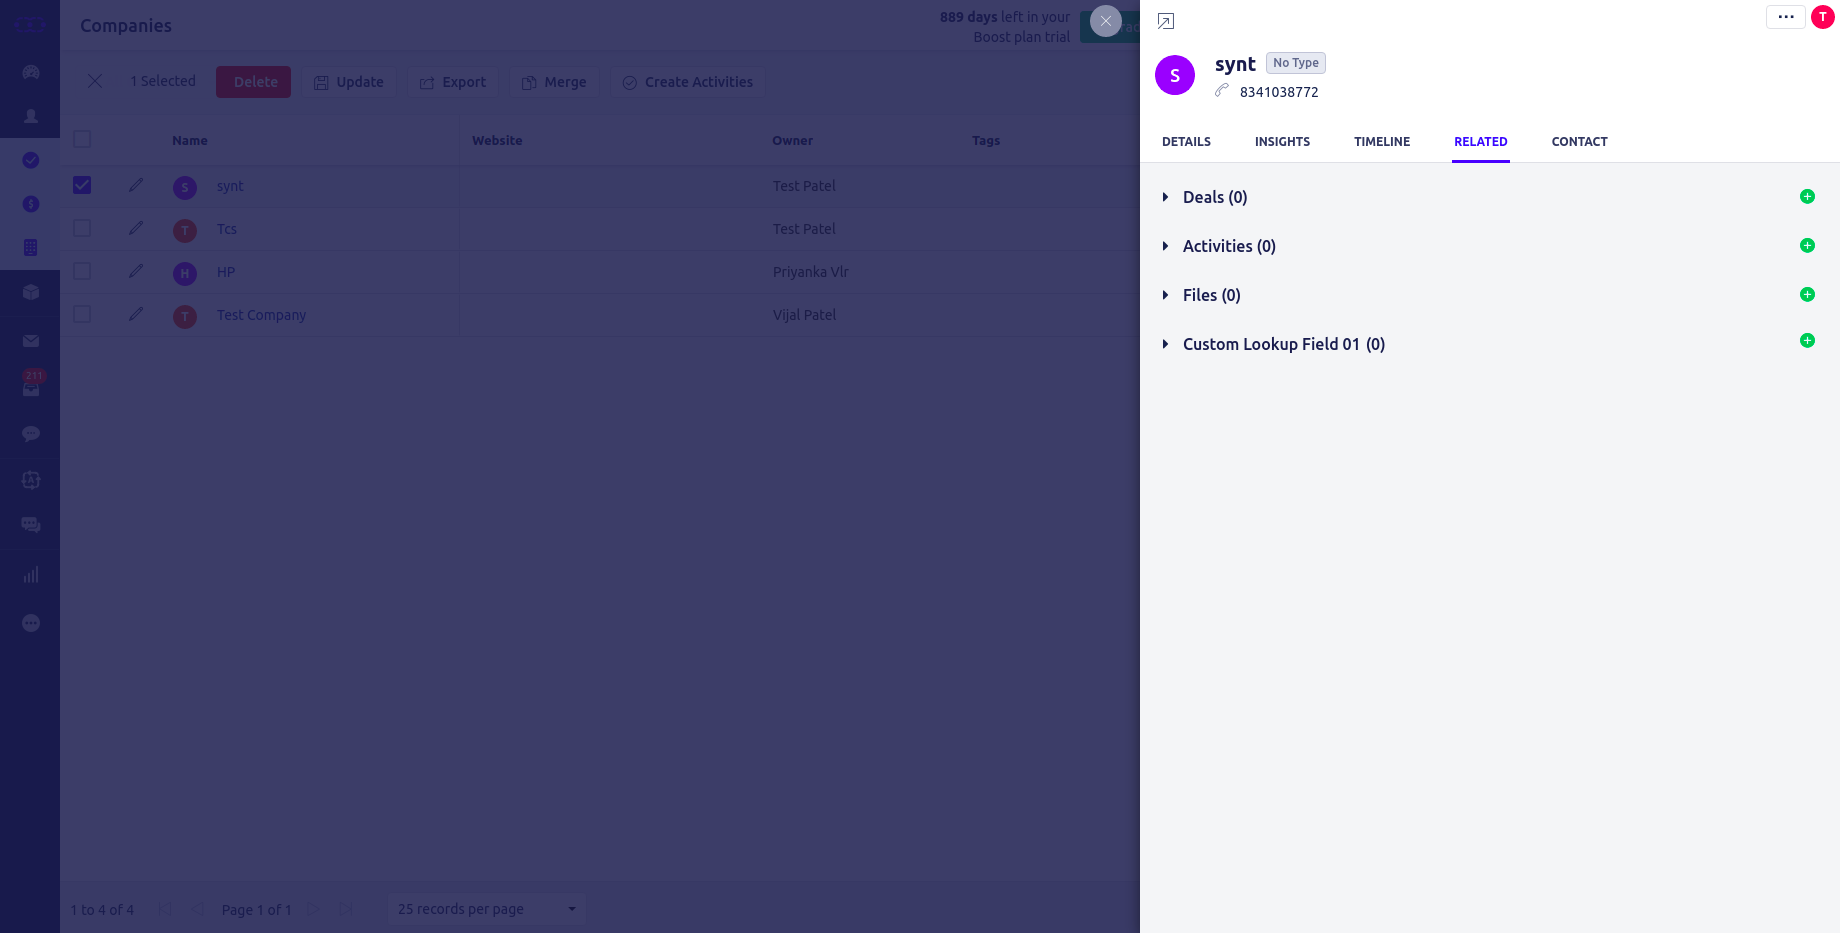 Companies
889 days left in your
Boost plan trial
1 Selected
Delete
Update
Export
Merge
Create Activities
Name
Website
Owner
Tags
S
synt
Test Patel
T
Tcs
Test Patel
H
HP
Priyanka Vlr
T
Test Company
Vijal Patel
211
1 to 4 of 4
Page 1 of 1
25 records per page
T
S
synt
No Type
8341038772
DETAILS
INSIGHTS
TIMELINE
RELATED
CONTACT
Deals (0)
Activities (0)
Files (0)
Custom Lookup Field 01 (0)